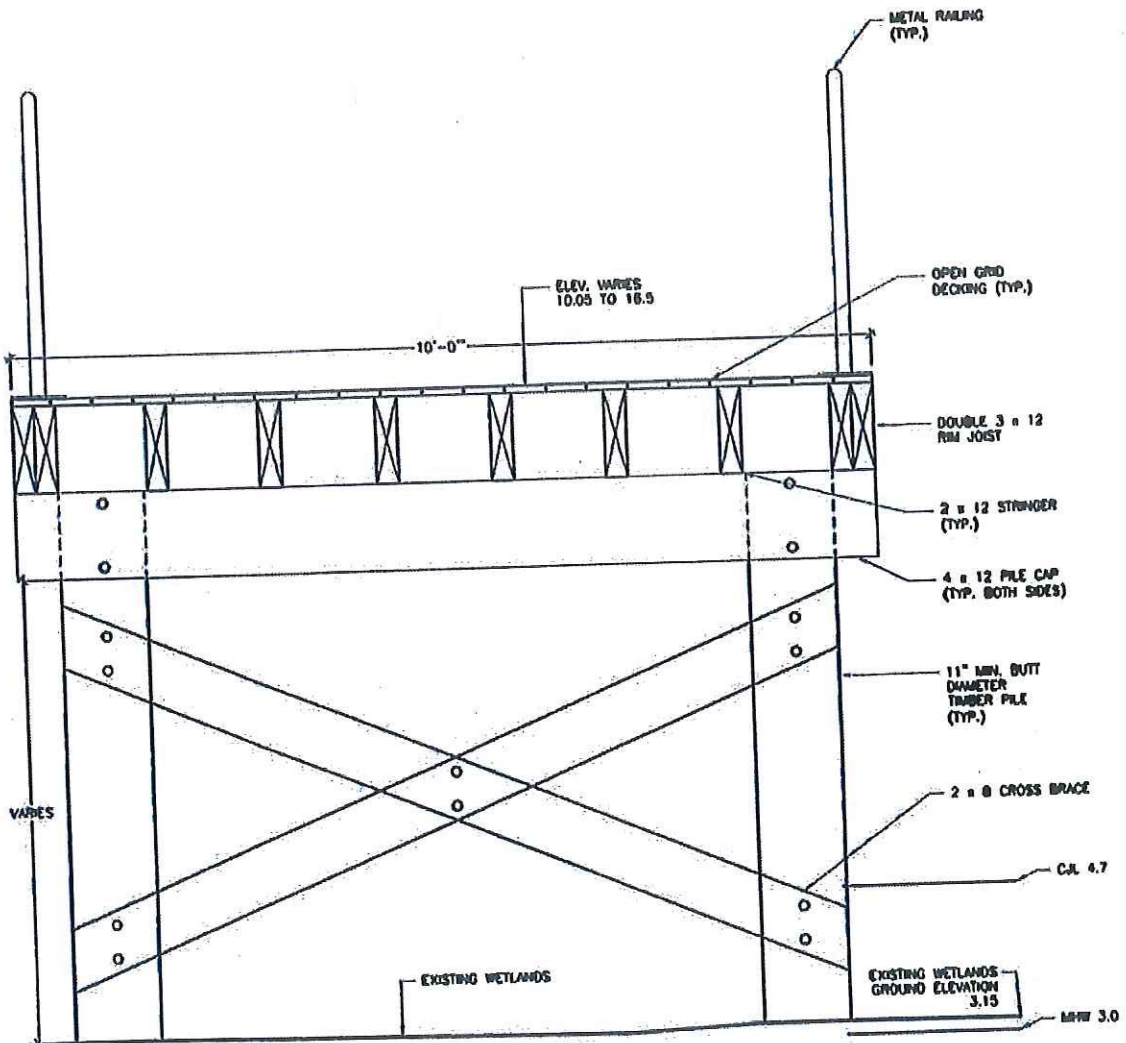 METAL RAILING
(TYP.)
ELEV. VARIES
10.05 TO 16.5
OPEN GRID
DECKING (TYP.)
10'-0"
DOUBLE 3 x 12
RIM JOIST
2 x 12 STRINGER
(TYP.)
4 x 12 PILE CAP
(TYP. BOTH SIDES)
11" MIN. BUTT
DIAMETER
TIMBER PILE
(TYP.)
VARIES
2 x 8 CROSS BRACE
CJL 4.7
EXISTING WETLANDS
EXISTING WETLANDS
GROUND ELEVATION
3.15
MHW 3.0